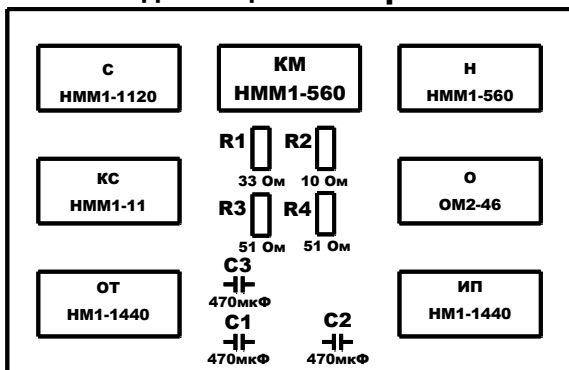 С
НММ1-1120
КМ
НММ1-560
Н
НММ1-560
R1
R2
33 Ом
10 Ом
КС
НММ1-11
О
ОМ2-46
R3
R4
51 Ом
51 Ом
С3
470мкФ
ОТ
НМ1-1440
ИП
НМ1-1440
С1
С2
470мкФ
470мкФ